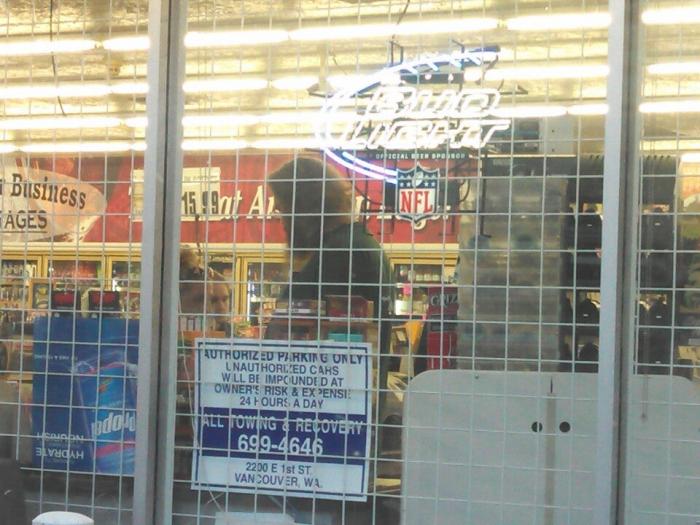 Business
AGES
15.99 at
BUD
LIGHT
OFFICIAL BEER SPONSOR
NFL
AUTHORIZED PARKING ONLY
UNAUTHORIZED CARS
WILL BE IMPOUNDED AT
OWNER'S RISK & EXPENSE
24 HOURS A DAY
ALL TOWING & RECOVERY
699-4646
2200 E 1st ST.
VANCOUVER, WA.
NOURISH
HYDRATE